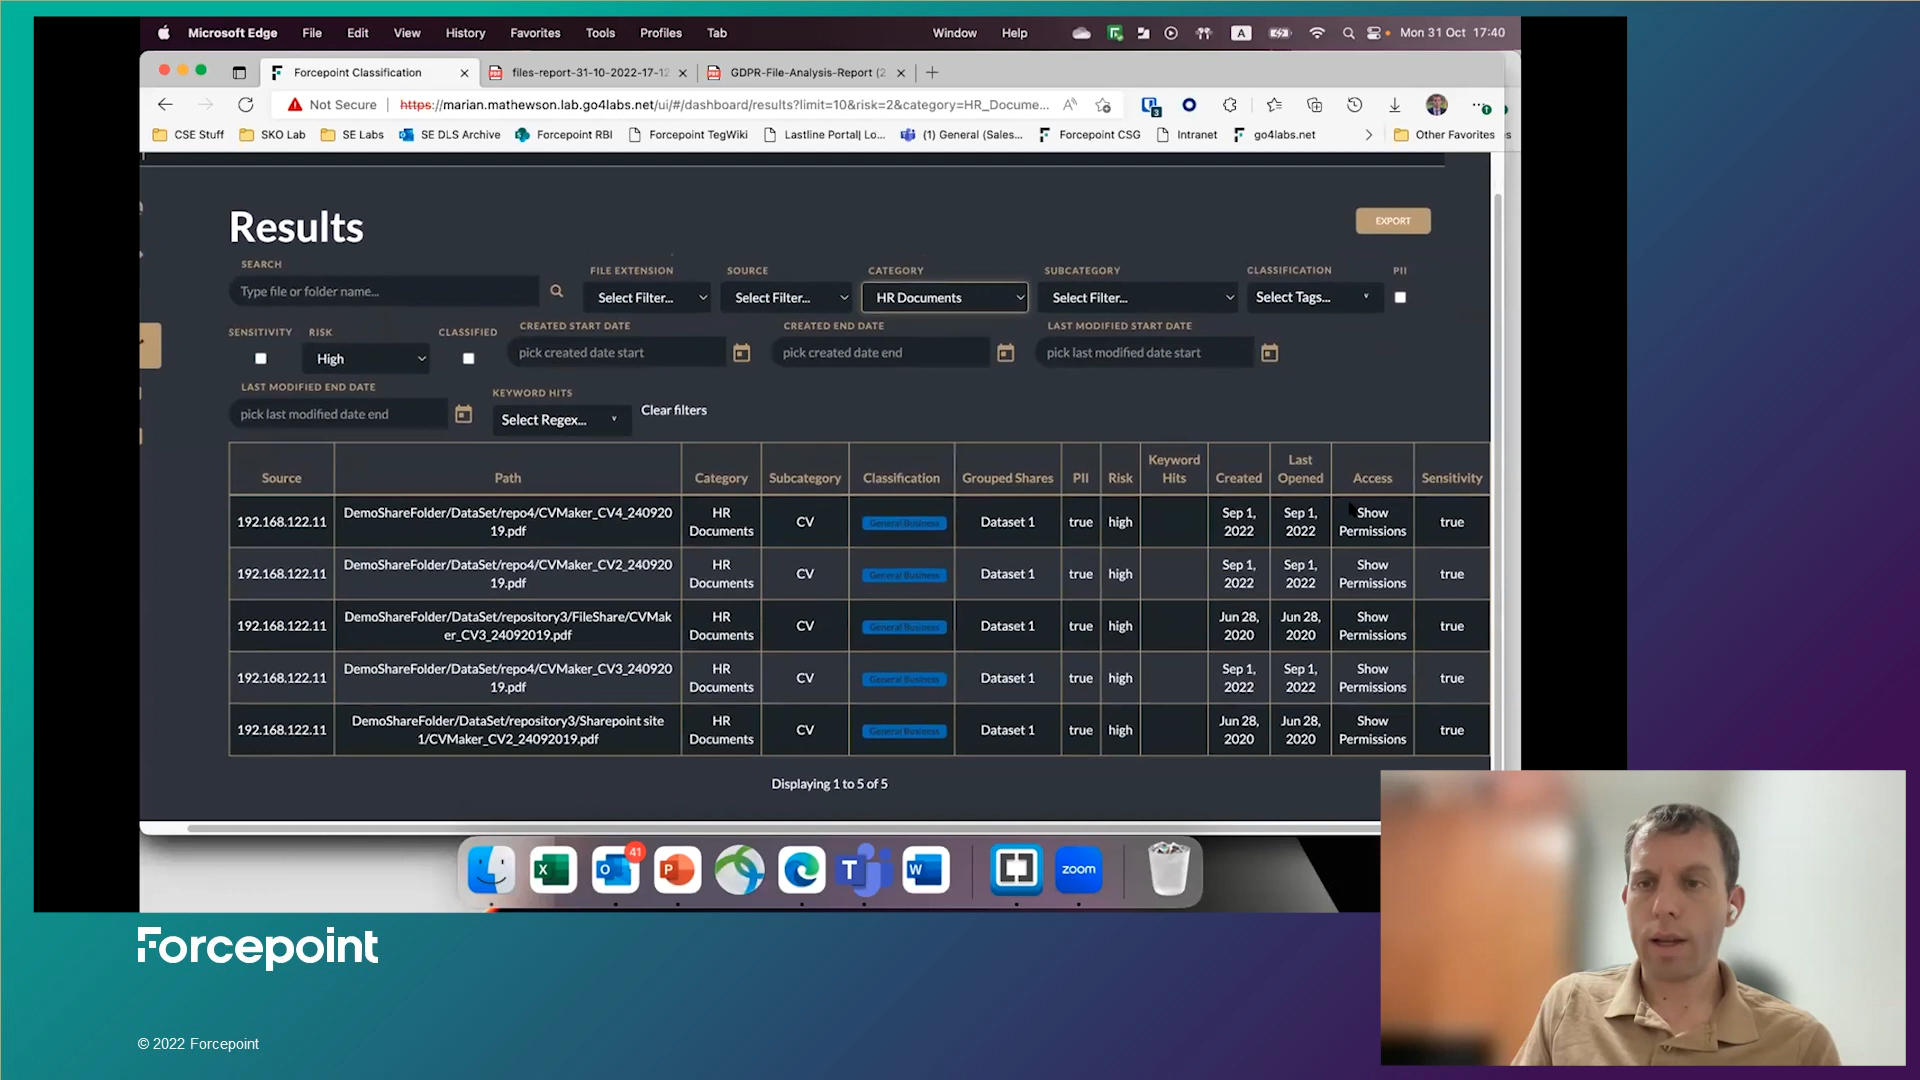 Microsoft Edge File Edit View History Favorites Tools Profiles Tab Window Help A Mon 31 Oct 17:40
Forcepoint Classification files-report-31-10-2022-17-12 GDPR-File-Analysis-Report (2
Not Secure https://marian.mathewson.lab.go4labs.net/ui/#/dashboard/results?limit=10&risk=2&category=HR_Docume...
CSE Stuff SKO Lab SE Labs SE DLS Archive Forcepoint RBI Forcepoint TegWiki Lastline Portal| Lo... (1) General (Sales... Forcepoint CSG Intranet go4labs.net Other Favorites
Results
EXPORT
SEARCH FILE EXTENSION SOURCE CATEGORY SUBCATEGORY CLASSIFICATION PII
Type file or folder name... Select Filter... Select Filter... HR Documents Select Filter... Select Tags...
SENSITIVITY RISK CLASSIFIED CREATED START DATE CREATED END DATE LAST MODIFIED START DATE
High pick created date start pick created date end pick last modified date start
LAST MODIFIED END DATE KEYWORD HITS
pick last modified date end Select Regex... Clear filters
Source Path Category Subcategory Classification Grouped Shares PII Risk Keyword Hits Created Last Opened Access Sensitivity
192.168.122.11 DemoShareFolder/DataSet/repo4/CVMaker_CV4_24092019.pdf HR Documents CV General Business Dataset 1 true high Sep 1, 2022 Sep 1, 2022 Show Permissions true
192.168.122.11 DemoShareFolder/DataSet/repo4/CVMaker_CV2_24092019.pdf HR Documents CV General Business Dataset 1 true high Sep 1, 2022 Sep 1, 2022 Show Permissions true
192.168.122.11 DemoShareFolder/DataSet/repository3/FileShare/CVMaker_CV3_24092019.pdf HR Documents CV General Business Dataset 1 true high Jun 28, 2020 Jun 28, 2020 Show Permissions true
192.168.122.11 DemoShareFolder/DataSet/repo4/CVMaker_CV3_24092019.pdf HR Documents CV General Business Dataset 1 true high Sep 1, 2022 Sep 1, 2022 Show Permissions true
192.168.122.11 DemoShareFolder/DataSet/repository3/Sharepoint site 1/CVMaker_CV2_24092019.pdf HR Documents CV General Business Dataset 1 true high Jun 28, 2020 Jun 28, 2020 Show Permissions true
Displaying 1 to 5 of 5
41
zoom
Forcepoint
© 2022 Forcepoint